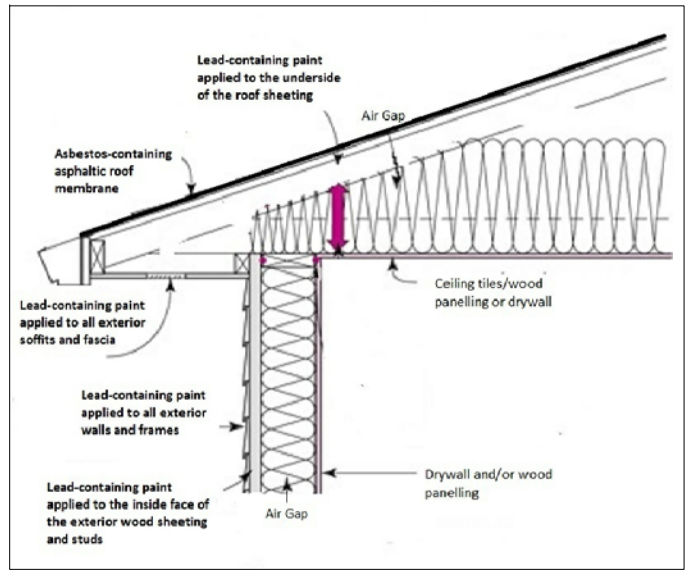 Lead-containing paint
applied to the underside
of the roof sheeting
Air Gap
Asbestos-containing
asphaltic roof
membrane
Ceiling tiles/wood
panelling or drywall
Lead-containing paint
applied to all exterior
soffits and fascia
Lead-containing paint
applied to all exterior
walls and frames
Drywall and/or wood
panelling
Lead-containing paint
applied to the inside face of
the exterior wood sheeting
and studs
Air Gap